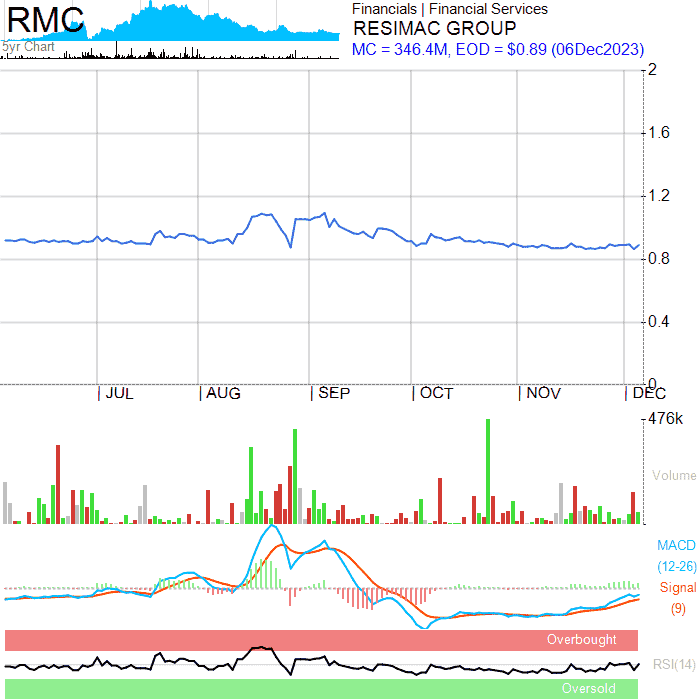 RMC
5yr Chart
Financials | Financial Services
RESIMAC GROUP
MC = 346.4M, EOD = $0.89 (06Dec2023)
2
1.6
1.2
0.8
0.4
0
JUL AUG SEP OCT NOV DEC
476k
Volume
MACD
(12-26)
Signal
(9)
Overbought
RSI(14)
Oversold